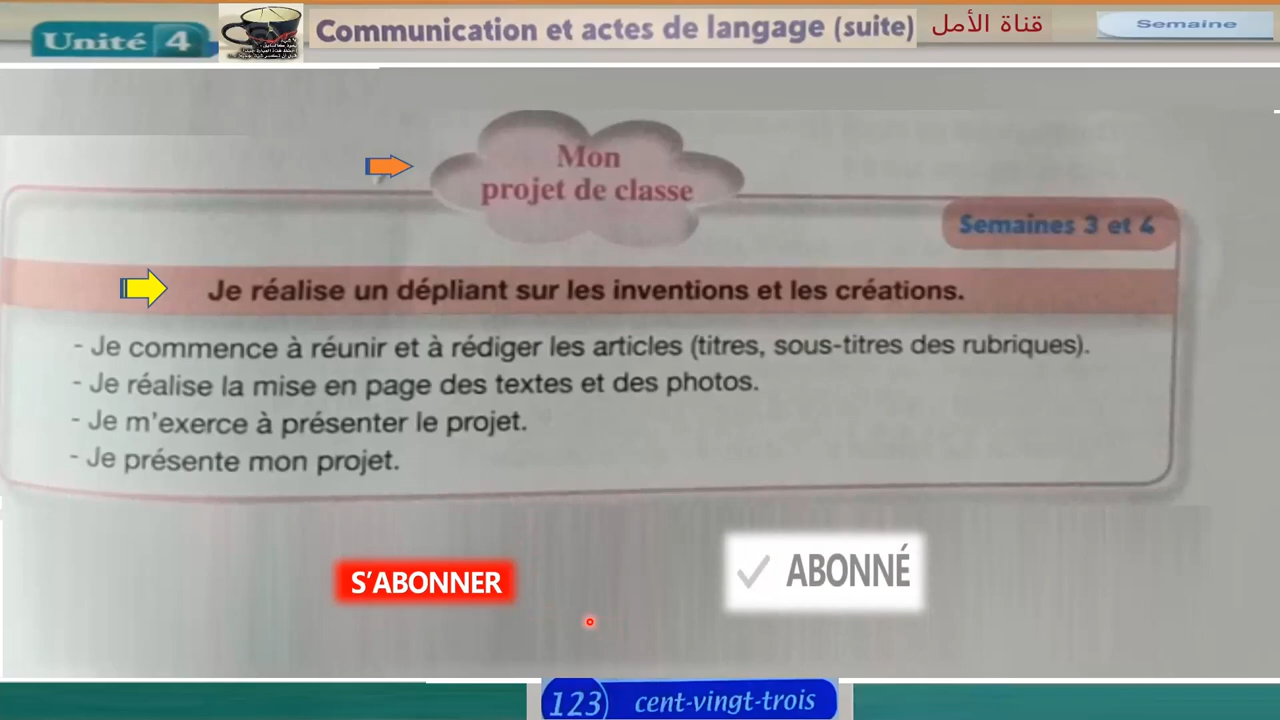 Unité 4
Communication et actes de langage (suite)
قناة الأمل
Semaine
Mon
projet de classe
Semaines 3 et 4
Je réalise un dépliant sur les inventions et les créations.
- Je commence à réunir et à rédiger les articles (titres, sous-titres des rubriques).
- Je réalise la mise en page des textes et des photos.
- Je m'exerce à présenter le projet.
- Je présente mon projet.
S'ABONNER
ABONNÉ
123 cent-vingt-trois